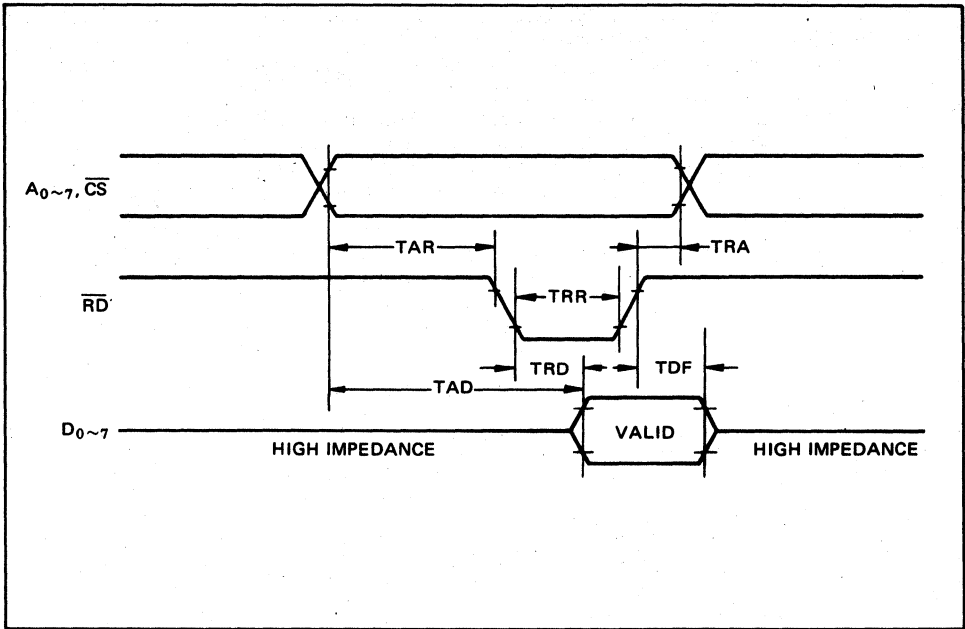 A0~7, CS
TAR
TRA
RD
TRR
TRD
TDF
TAD
D0~7
VALID
HIGH IMPEDANCE
HIGH IMPEDANCE